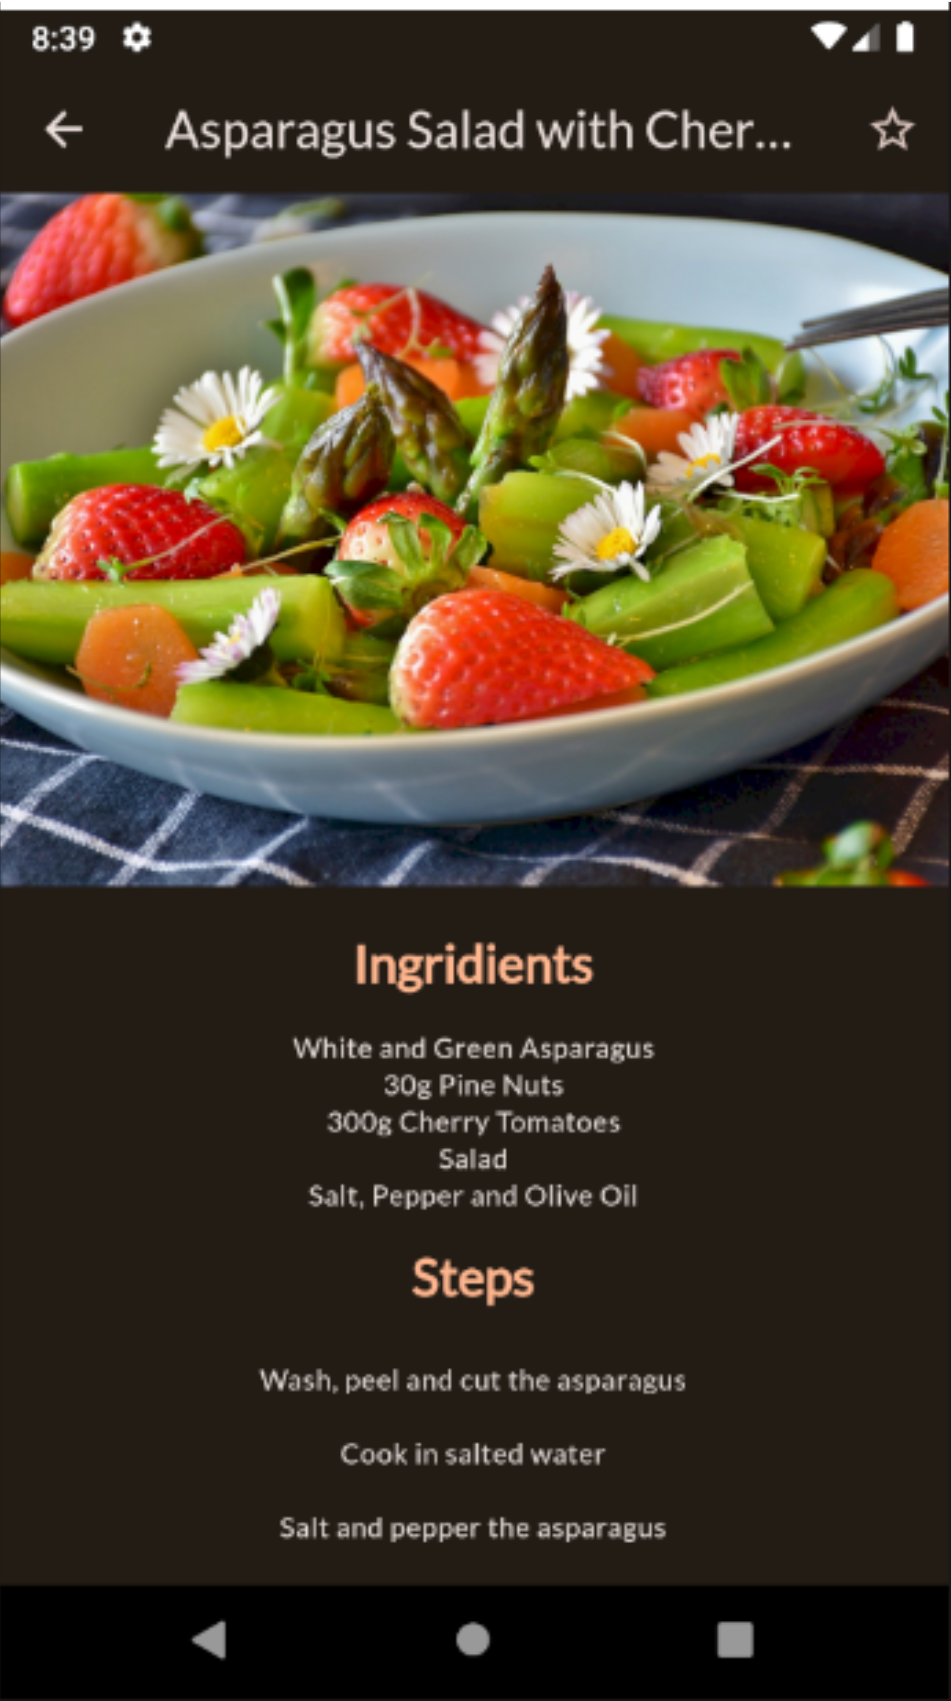 8:39
Asparagus Salad with Cher...
Ingridients
White and Green Asparagus
30g Pine Nuts
300g Cherry Tomatoes
Salad
Salt, Pepper and Olive Oil
Steps
Wash, peel and cut the asparagus
Cook in salted water
Salt and pepper the asparagus